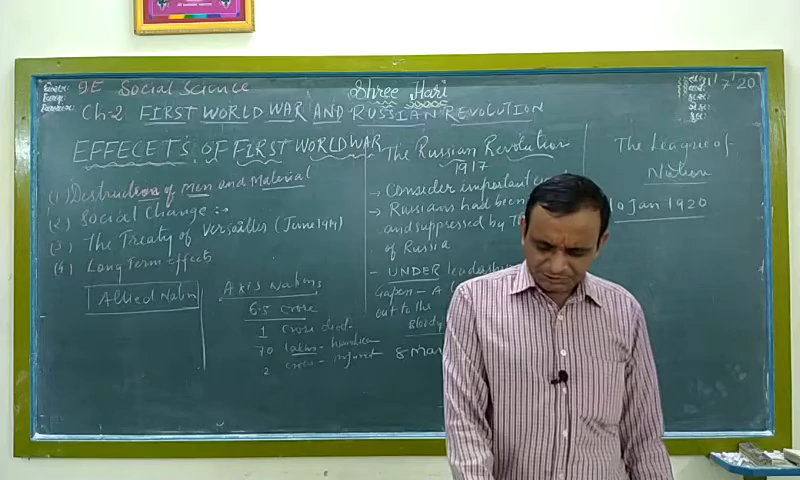 Shree Hari
9E Social Science
7/20
Ch-2 FIRST WORLD WAR AND RUSSIAN REVOLUTION
EFFECETS OF FIRST WORLD WAR
(1) Destruction of Men and Material
(2) Social Change :-
(3) The Treaty of Versailles (June 1919)
(4) Long Term effects
Allied Nation
Axis Nations
6.5 crore
1 crore died
70 lakhs -
2 crore - injured
The Russian Revolution
1917
→ Consider important
→ Russians had been
and suppressed by
of Russia
- UNDER leadership
Gapen - A
out to the
Bloody
8 Mar
The League of
Nation
10 Jan 1920